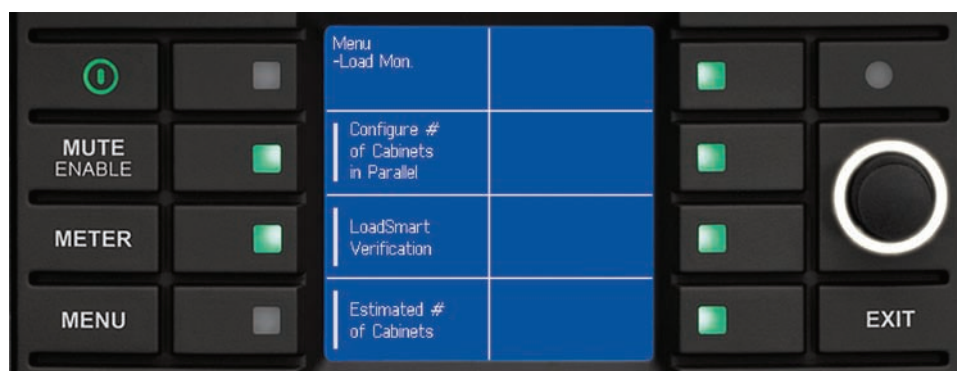 Menu
-Load Mon.
MUTE
ENABLE
Configure #
of Cabinets
in Parallel
METER
LoadSmart
Verification
MENU
Estimated #
of Cabinets
EXIT